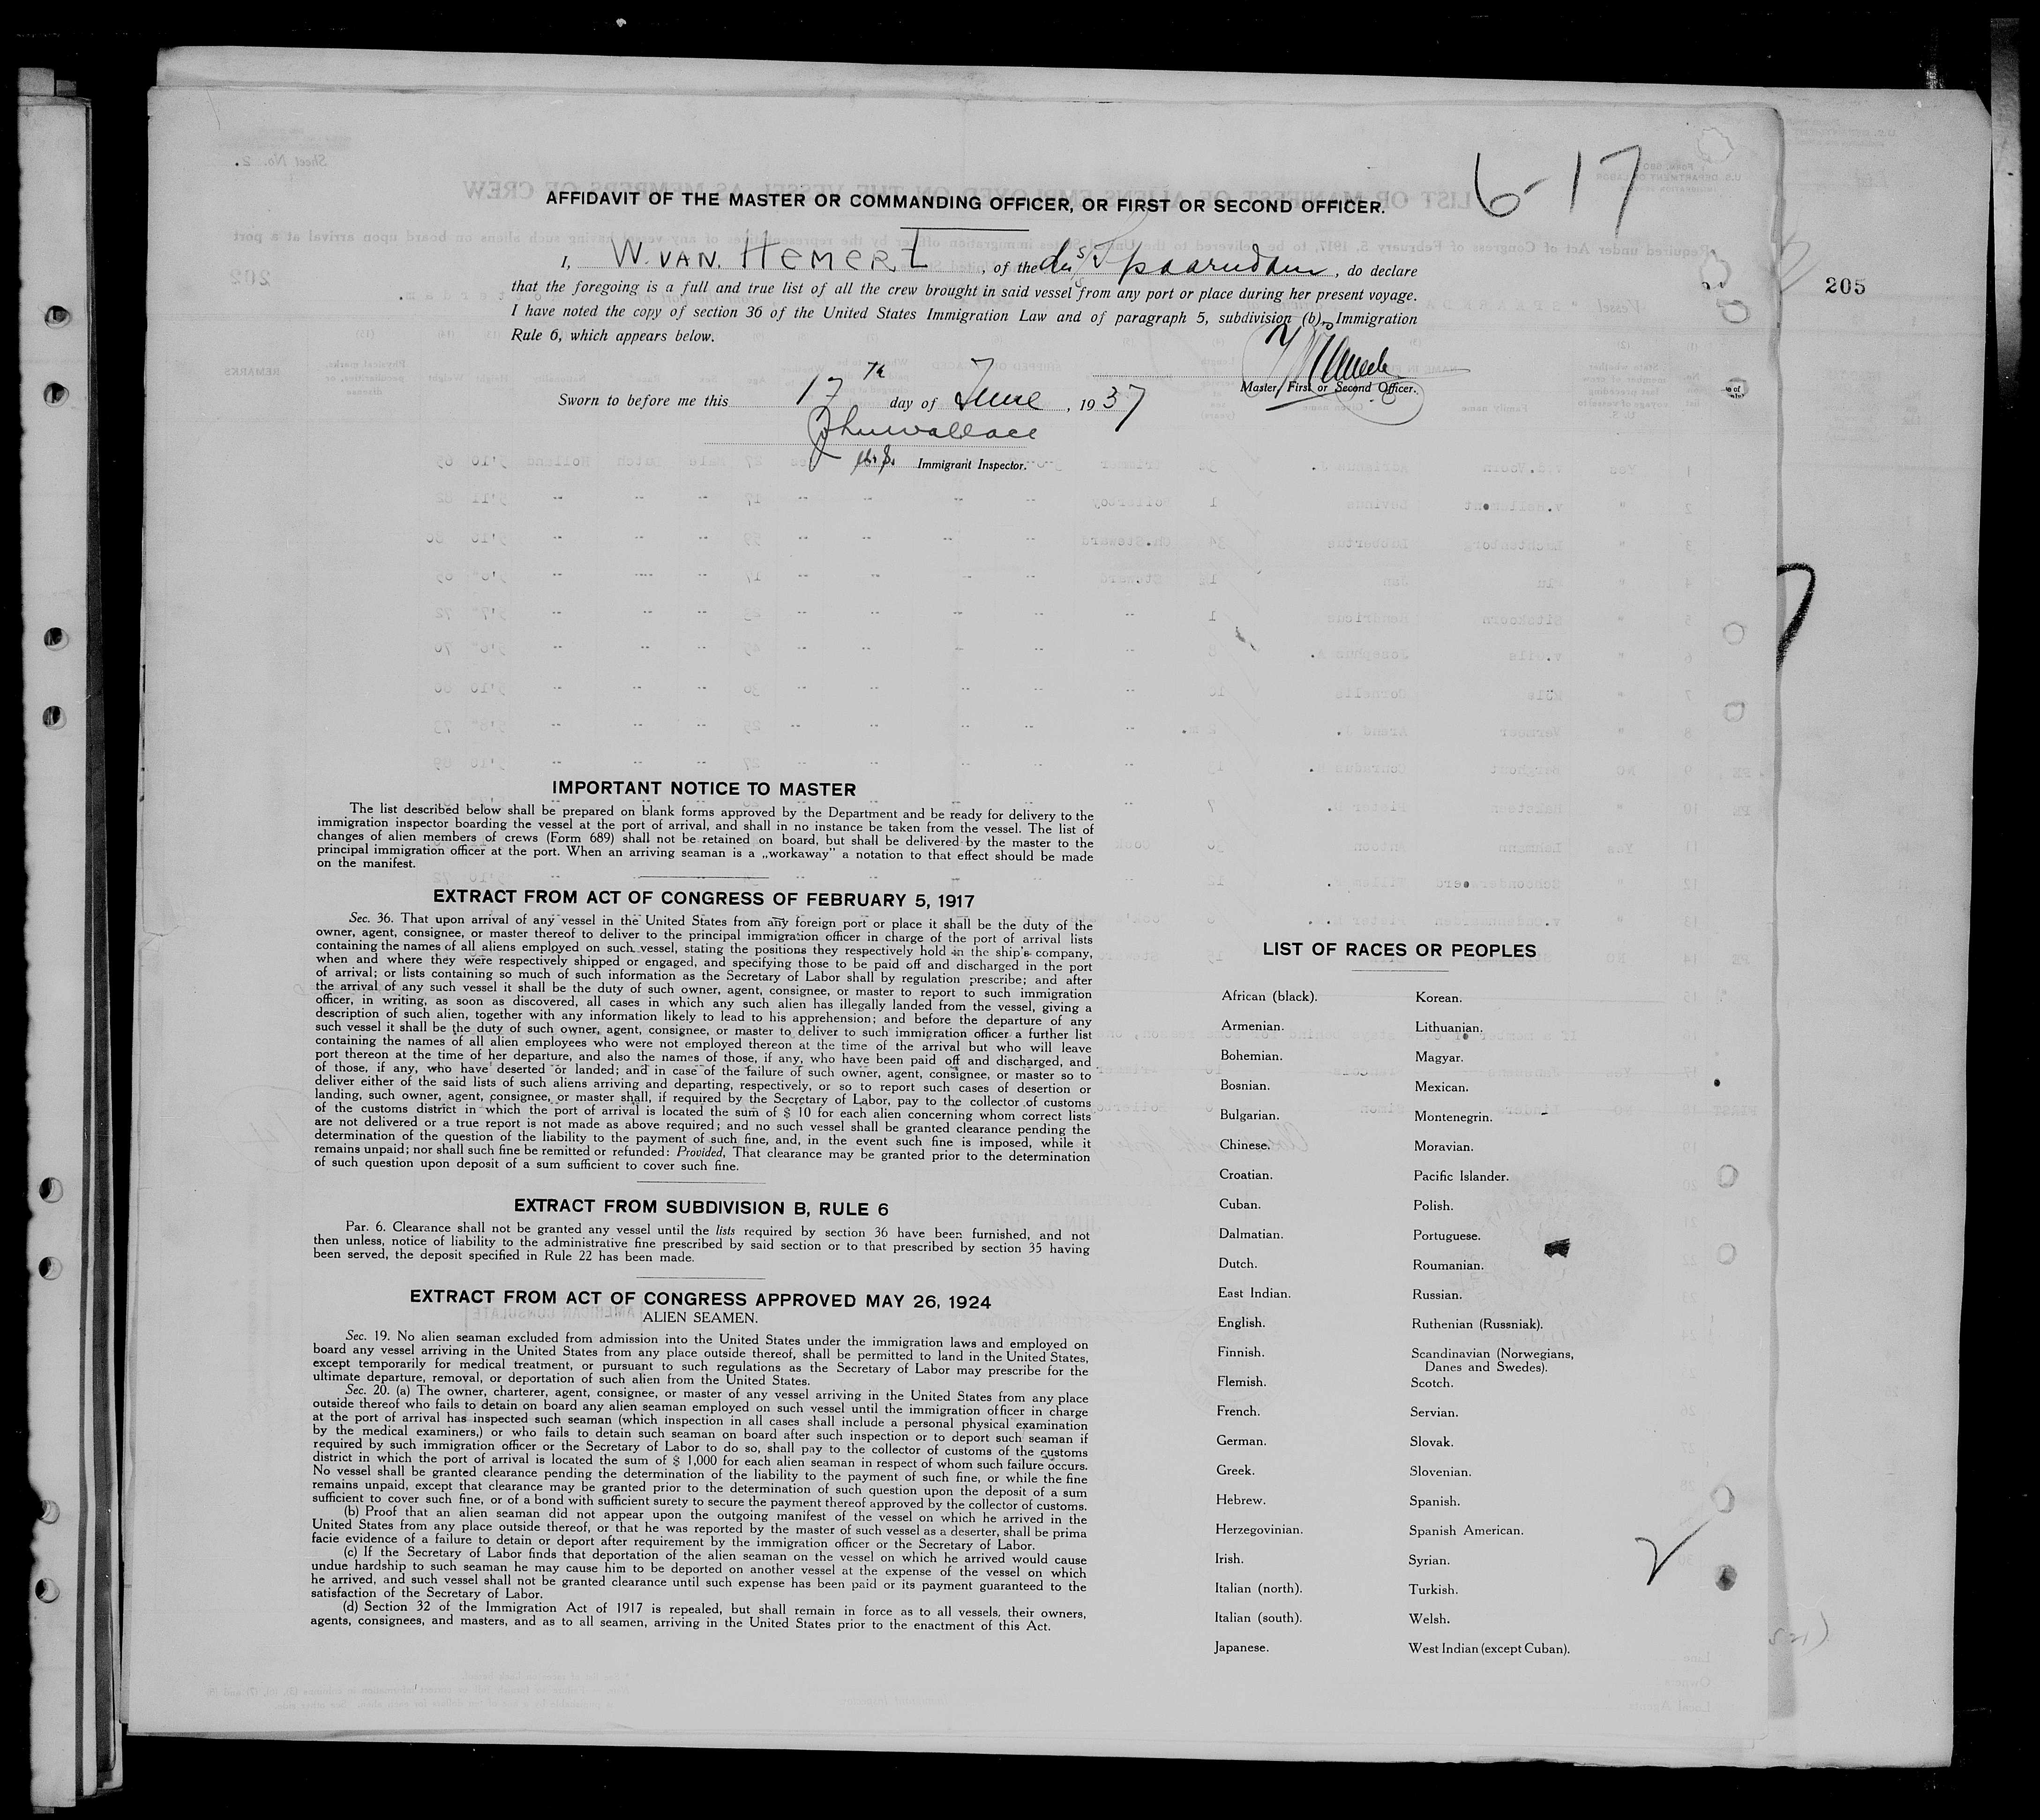 6-17
AFFIDAVIT OF THE MASTER OR COMMANDING OFFICER, OR FIRST OR SECOND OFFICER.
I, W. VAN. HEMERT, of the Spaarndam, do declare
that the foregoing is a full and true list of all the crew brought in said vessel from any port or place during her present voyage.
I have noted the copy of section 36 of the United States Immigration Law and of paragraph 5, subdivision (b), Immigration
Rule 6, which appears below.
205
Master, First or Second Officer.
Sworn to before me this 17th day of June, 1937
Immigrant Inspector.
IMPORTANT NOTICE TO MASTER
The list described below shall be prepared on blank forms approved by the Department and be ready for delivery to the
immigration inspector boarding the vessel at the port of arrival, and shall in no instance be taken from the vessel. The list of
changes of alien members of crews (Form 689) shall not be retained on board, but shall be delivered by the master to the
principal immigration officer at the port. When an arriving seaman is a „workaway” a notation to that effect should be made
on the manifest.
EXTRACT FROM ACT OF CONGRESS OF FEBRUARY 5, 1917
Sec. 36. That upon arrival of any vessel in the United States from any foreign port or place it shall be the duty of the
owner, agent, consignee, or master thereof to deliver to the principal immigration officer in charge of the port of arrival lists
containing the names of all aliens employed on such vessel, stating the positions they respectively hold in the ship's company,
when and where they were respectively shipped or engaged, and specifying those to be paid off and discharged in the port
of arrival; or lists containing so much of such information as the Secretary of Labor shall by regulation prescribe; and after
the arrival of any such vessel it shall be the duty of such owner, agent, consignee, or master to report to such immigration
officer, in writing, as soon as discovered, all cases in which any such alien has illegally landed from the vessel, giving a
description of such alien, together with any information likely to lead to his apprehension; and before the departure of any
such vessel it shall be the duty of such owner, agent, consignee, or master to deliver to such immigration officer a further list
containing the names of all alien employees who were not employed thereon at the time of the arrival but who will leave
port thereon at the time of her departure, and also the names of those, if any, who have been paid off and discharged, and
of those, if any, who have deserted or landed; and in case of the failure of such owner, agent, consignee, or master so to
deliver either of the said lists of such aliens arriving and departing, respectively, or so to report such cases of desertion or
landing, such owner, agent, consignee, or master shall, if required by the Secretary of Labor, pay to the collector of customs
of the customs district in which the port of arrival is located the sum of $ 10 for each alien concerning whom correct lists
are not delivered or a true report is not made as above required; and no such vessel shall be granted clearance pending the
determination of the question of the liability to the payment of such fine, and, in the event such fine is imposed, while it
remains unpaid; nor shall such fine be remitted or refunded: Provided, That clearance may be granted prior to the determination
of such question upon deposit of a sum sufficient to cover such fine.
EXTRACT FROM SUBDIVISION B, RULE 6
Par. 6. Clearance shall not be granted any vessel until the lists required by section 36 have been furnished, and not
then unless, notice of liability to the administrative fine prescribed by said section or to that prescribed by section 35 having
been served, the deposit specified in Rule 22 has been made.
EXTRACT FROM ACT OF CONGRESS APPROVED MAY 26, 1924
ALIEN SEAMEN.
Sec. 19. No alien seaman excluded from admission into the United States under the immigration laws and employed on
board any vessel arriving in the United States from any place outside thereof, shall be permitted to land in the United States,
except temporarily for medical treatment, or pursuant to such regulations as the Secretary of Labor may prescribe for the
ultimate departure, removal, or deportation of such alien from the United States.
Sec. 20. (a) The owner, charterer, agent, consignee, or master of any vessel arriving in the United States from any place
outside thereof who fails to detain on board any alien seaman employed on such vessel until the immigration officer in charge
at the port of arrival has inspected such seaman (which inspection in all cases shall include a personal physical examination
by the medical examiners,) or who fails to detain such seaman on board after such inspection or to deport such seaman if
required by such immigration officer or the Secretary of Labor to do so, shall pay to the collector of customs of the customs
district in which the port of arrival is located the sum of $ 1,000 for each alien seaman in respect of whom such failure occurs.
No vessel shall be granted clearance pending the determination of the liability to the payment of such fine, or while the fine
remains unpaid, except that clearance may be granted prior to the determination of such question upon the deposit of a sum
sufficient to cover such fine, or of a bond with sufficient surety to secure the payment thereof approved by the collector of customs.
(b) Proof that an alien seaman did not appear upon the outgoing manifest of the vessel on which he arrived in the
United States from any place outside thereof, or that he was reported by the master of such vessel as a deserter, shall be prima
facie evidence of a failure to detain or deport after requirement by the immigration officer or the Secretary of Labor.
(c) If the Secretary of Labor finds that deportation of the alien seaman on the vessel on which he arrived would cause
undue hardship to such seaman he may cause him to be deported on another vessel at the expense of the vessel on which
he arrived, and such vessel shall not be granted clearance until such expense has been paid or its payment guaranteed to the
satisfaction of the Secretary of Labor.
(d) Section 32 of the Immigration Act of 1917 is repealed, but shall remain in force as to all vessels, their owners,
agents, consignees, and masters, and as to all seamen, arriving in the United States prior to the enactment of this Act.
LIST OF RACES OR PEOPLES
African (black).
Armenian.
Bohemian.
Bosnian.
Bulgarian.
Chinese.
Croatian.
Cuban.
Dalmatian.
Dutch.
East Indian.
English.
Finnish.
Flemish.
French.
German.
Greek.
Hebrew.
Herzegovinian.
Irish.
Italian (north).
Italian (south).
Japanese.
Korean.
Lithuanian.
Magyar.
Mexican.
Montenegrin.
Moravian.
Pacific Islander.
Polish.
Portuguese.
Roumanian.
Russian.
Ruthenian (Russniak).
Scandinavian (Norwegians,
Danes and Swedes).
Scotch.
Servian.
Slovak.
Slovenian.
Spanish.
Spanish American.
Syrian.
Turkish.
Welsh.
West Indian (except Cuban).